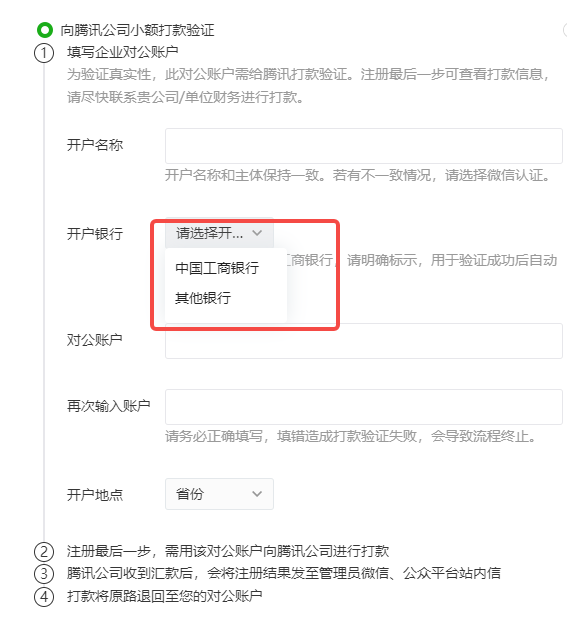 向腾讯公司小额打款验证
1 填写企业对公账户
为验证真实性，此对公账户需给腾讯打款验证。注册最后一步可查看打款信息，
请尽快联系贵公司/单位财务进行打款。
开户名称
开户名称和主体保持一致。若有不一致情况，请选择微信认证。
开户银行 请选择开...
工商银行，请明确标示，用于验证成功后自动
中国工商银行
其他银行
对公账户
再次输入账户
请务必正确填写，填错造成打款验证失败，会导致流程终止。
开户地点 省份
2 注册最后一步，需用该对公账户向腾讯公司进行打款
3 腾讯公司收到汇款后，会将注册结果发至管理员微信、公众平台站内信
4 打款将原路退回至您的对公账户